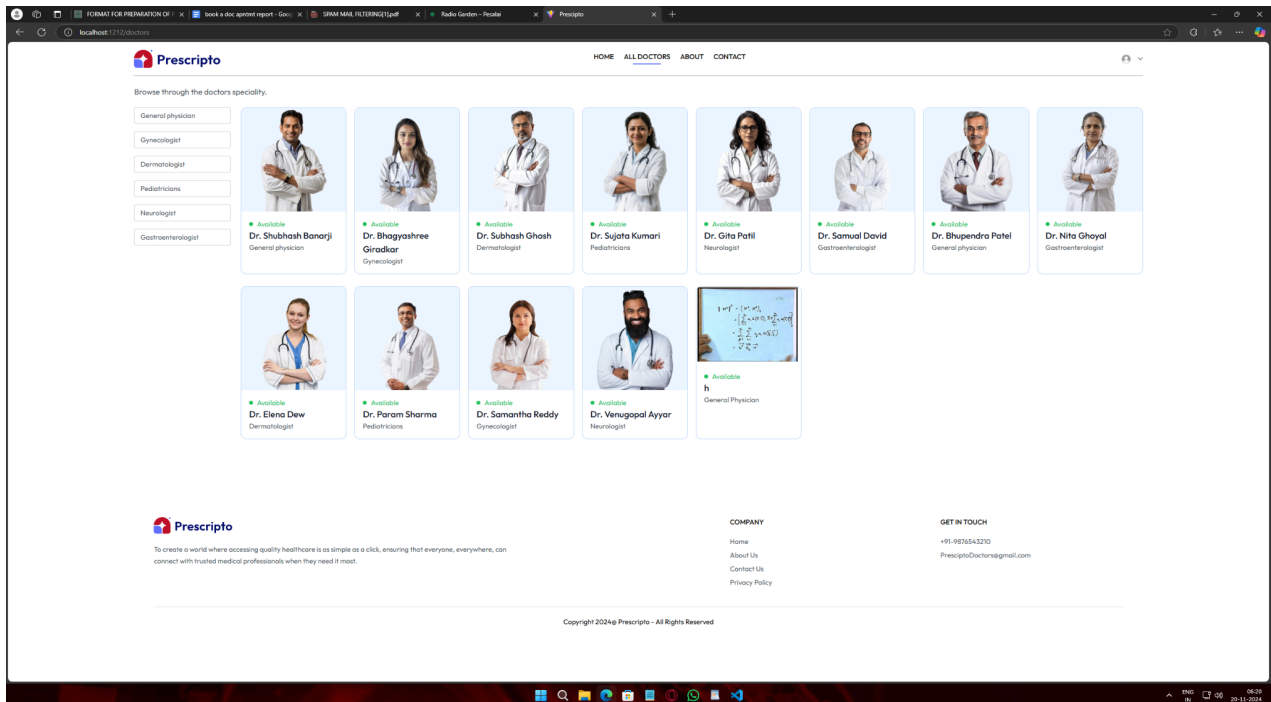 FORMAT FOR PREPARATION OF F
book a doc apntmt report - Goog
SPAM MAIL FILTERING[1].pdf
Radio Garden – Pesalai
Prescipto
localhost:1212/doctors
Prescripto
HOME ALL DOCTORS ABOUT CONTACT
Browse through the doctors speciality.
General physician
Gynecologist
Dermatologist
Pediatricians
Neurologist
Gastroenterologist
Available
Dr. Shubhash Banarji
General physician
Available
Dr. Bhagyashree
Giradkar
Gynecologist
Available
Dr. Subhash Ghosh
Dermatologist
Available
Dr. Sujata Kumari
Pediatricians
Available
Dr. Gita Patil
Neurologist
Available
Dr. Samual David
Gastroenterologist
Available
Dr. Bhupendra Patel
General physician
Available
Dr. Nita Ghoyal
Gastroenterologist
Available
Dr. Elena Dew
Dermatologist
Available
Dr. Param Sharma
Pediatricians
Available
Dr. Samantha Reddy
Gynecologist
Available
Dr. Venugopal Ayyar
Neurologist
Available
h
General Physician
Prescripto
To create a world where accessing quality healthcare is as simple as a click, ensuring that everyone, everywhere, can
connect with trusted medical professionals when they need it most.
COMPANY
Home
About Us
Contact Us
Privacy Policy
GET IN TOUCH
+91-9876543210
PresciptoDoctors@gmail.com
Copyright 2024@ Prescripto - All Rights Reserved
ENG
IN
06:20
20-11-2024